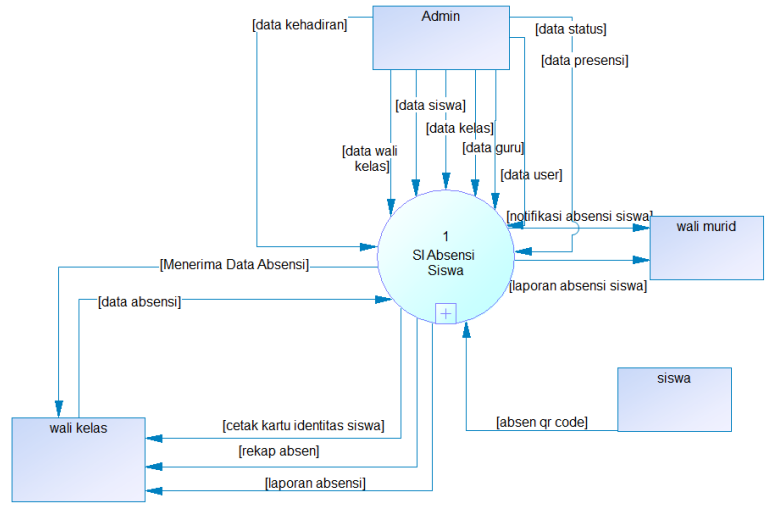 Admin
[data kehadiran]
[data status]
[data presensi]
[data siswa]
[data kelas]
[data wali
kelas]
[data guru]
[data user]
[notifikasi absensi siswa]
wali murid
1
SI Absensi
Siswa
[Menerima Data Absensi]
[laporan absensi siswa]
[data absensi]
siswa
[cetak kartu identitas siswa]
[absen qr code]
wali kelas
[rekap absen]
[laporan absensi]